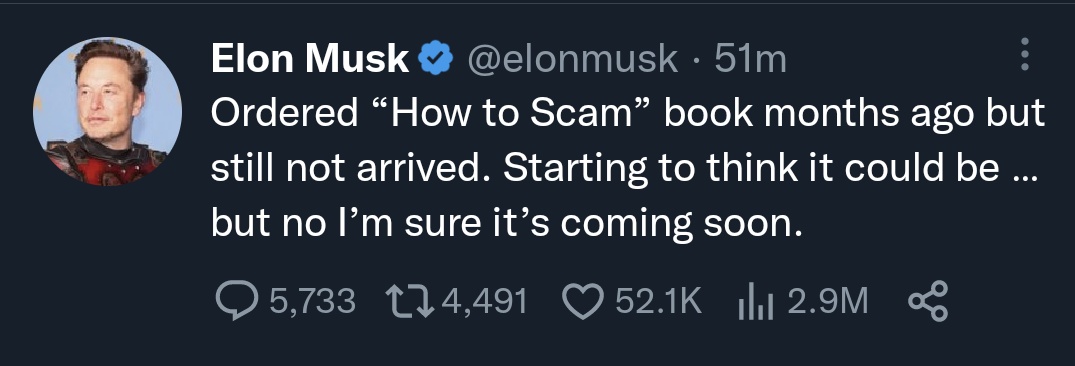 Elon Musk @elonmusk · 51m
Ordered “How to Scam” book months ago but
still not arrived. Starting to think it could be ...
but no I’m sure it’s coming soon.
5,733 4,491 52.1K 2.9M